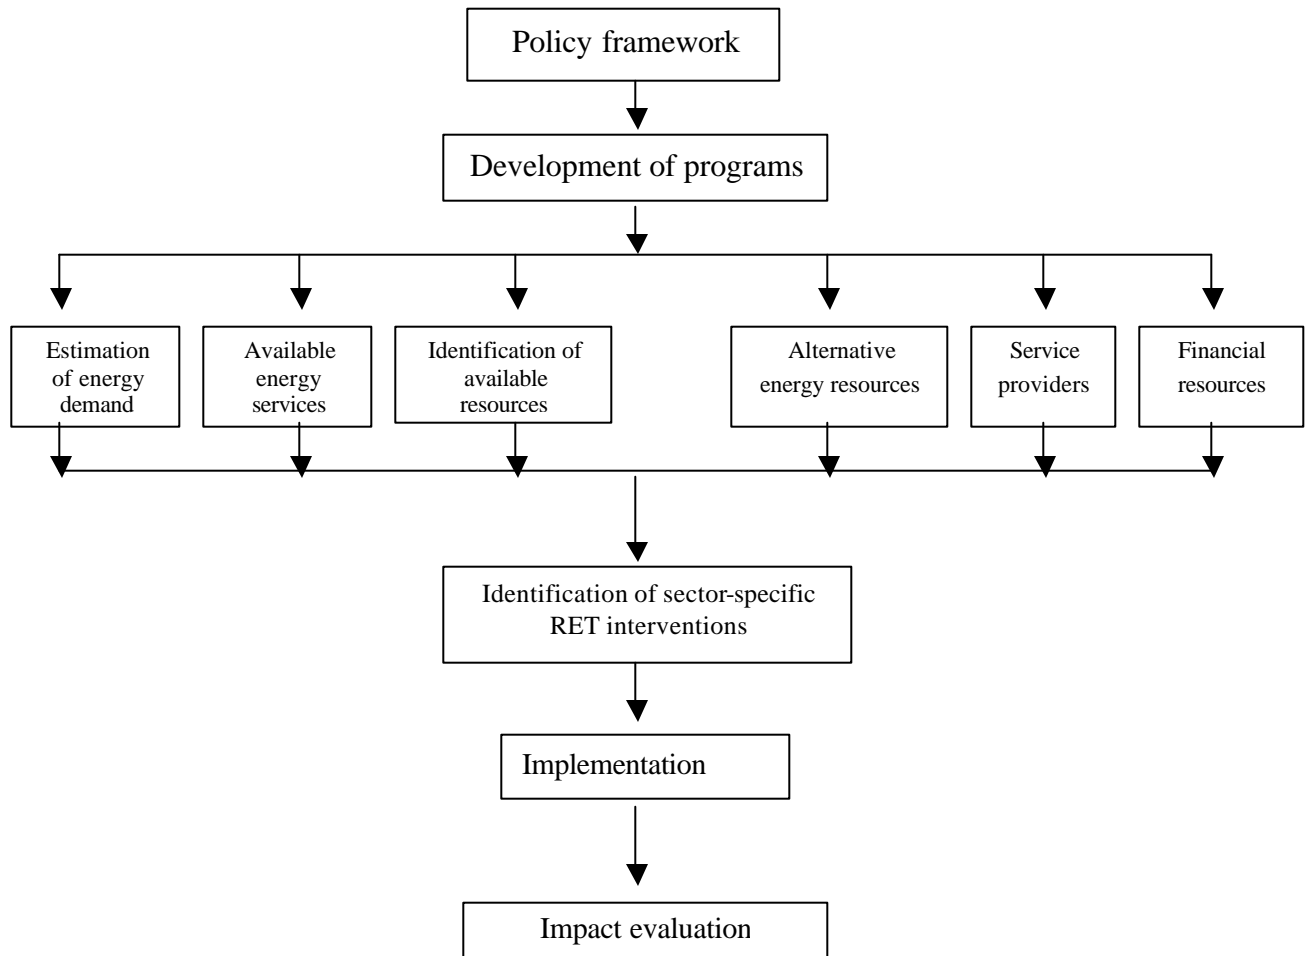 Policy framework
Development of programs
Estimation
of energy
demand
Available
energy
services
Identification of
available
resources
Alternative
energy resources
Service
providers
Financial
resources
Identification of sector-specific
RET interventions
Implementation
Impact evaluation